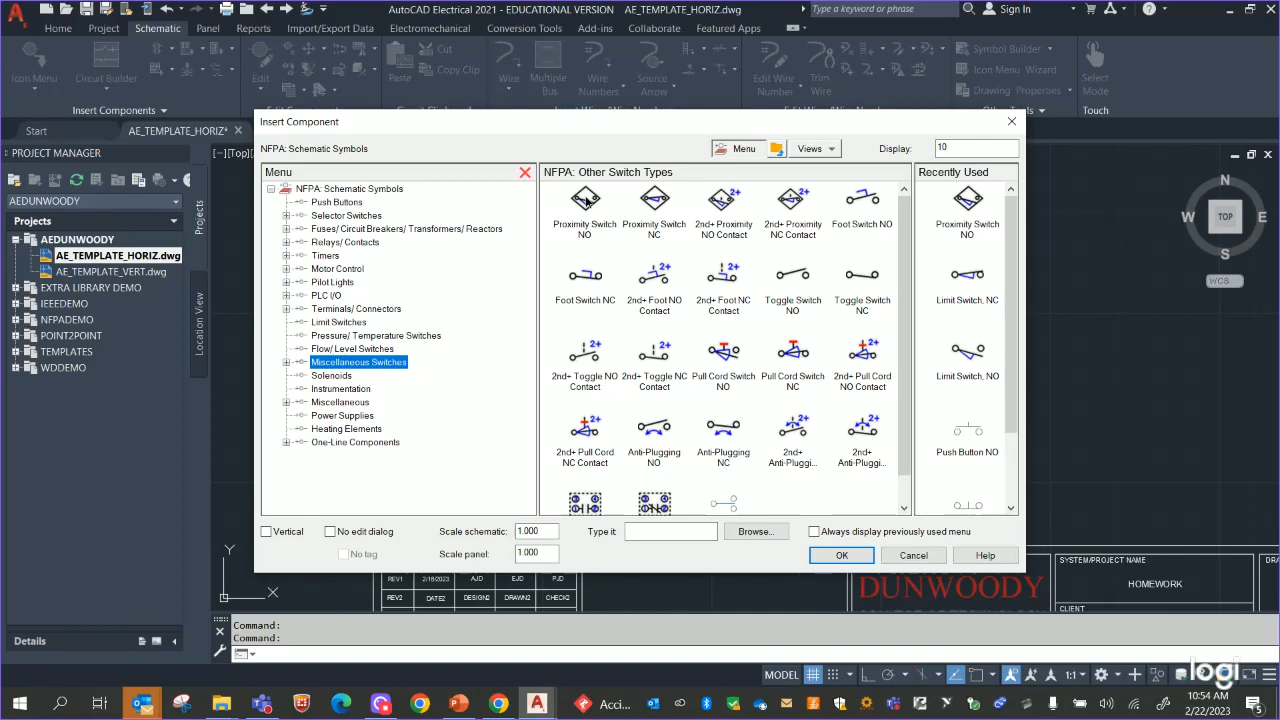 AutoCAD Electrical 2021 - EDUCATIONAL VERSION AE_TEMPLATE_HORIZ.dwg
Type a keyword or phrase
Sign In
Home Project Schematic Panel Reports Import/Export Data Electromechanical Conversion Tools Add-ins Collaborate Featured Apps
Icon Menu
Circuit Builder
Edit
Paste
Cut
Copy Clip
Wire
Multiple Bus
Wire Numbers
Source Arrow
Edit Wire Number
Trim Wire
Symbol Builder
Icon Menu Wizard
Drawing Properties
Select Mode
Insert Components
Touch
Start
AE_TEMPLATE_HORIZ*
PROJECT MANAGER
[-][Top]
AEDUNWOODY
Projects
AEDUNWOODY
AE_TEMPLATE_HORIZ.dwg
AE_TEMPLATE_VERT.dwg
EXTRA LIBRARY DEMO
IEEEDEMO
NFPADEMO
POINT2POINT
TEMPLATES
WDDEMO
Details
Projects
Location View
Insert Component
NFPA: Schematic Symbols
Menu
Views
Display:
10
Menu
NFPA: Schematic Symbols
Push Buttons
Selector Switches
Fuses/ Circuit Breakers/ Transformers/ Reactors
Relays/ Contacts
Timers
Motor Control
Pilot Lights
PLC I/O
Terminals/ Connectors
Limit Switches
Pressure/ Temperature Switches
Flow/ Level Switches
Miscellaneous Switches
Solenoids
Instrumentation
Miscellaneous
Power Supplies
Heating Elements
One-Line Components
NFPA: Other Switch Types
2+ 2+
Proximity Switch NO
Proximity Switch NC
2nd+ Proximity NO Contact
2nd+ Proximity NC Contact
Foot Switch NO
2+ 2+
Foot Switch NC
2nd+ Foot NO Contact
2nd+ Foot NC Contact
Toggle Switch NO
Toggle Switch NC
2+ 2+ 2+
2nd+ Toggle NO Contact
2nd+ Toggle NC Contact
Pull Cord Switch NO
Pull Cord Switch NC
2nd+ Pull Cord NO Contact
2+ 2+ 2+
2nd+ Pull Cord NC Contact
Anti-Plugging NO
Anti-Plugging NC
2nd+ Anti-Pluggi...
2nd+ Anti-Pluggi...
Recently Used
Proximity Switch NO
Limit Switch, NC
Limit Switch, NO
Push Button NO
Vertical
No edit dialog
No tag
Scale schematic: 1.000
Scale panel: 1.000
Type it:
Browse...
Always display previously used menu
OK
Cancel
Help
N
W TOP E
S
WCS
Y
X
REV1 2/16/2023 AJD EJD PJD
REV2 DATE2 DESIGN2 DRAWN2 CHECK2
DUNWOODY
SYSTEM/PROJECT NAME
HOMEWORK
CLIENT
DRA
Command:
Command:
MODEL
1:1
logi
Acci...
10:54 AM
2/22/2023
5